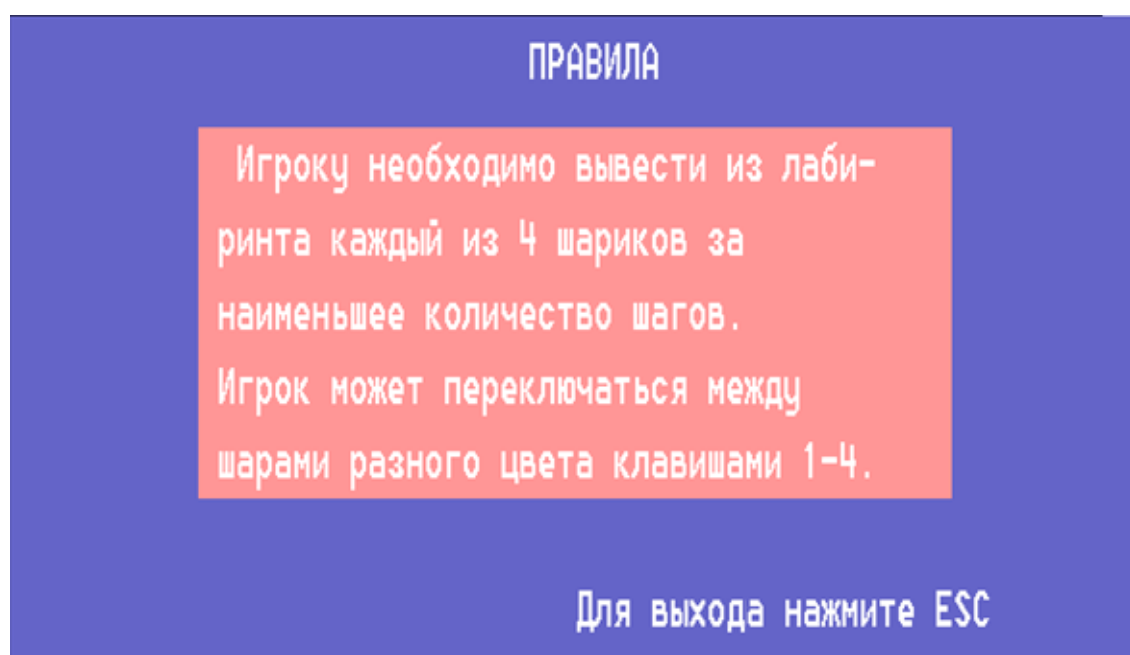 ПРАВИЛА
Игроку необходимо вывести из лаби-
ринта каждый из 4 шариков за
наименьшее количество шагов.
Игрок может переключаться между
шарами разного цвета клавишами 1-4.
Для выхода нажмите ESC